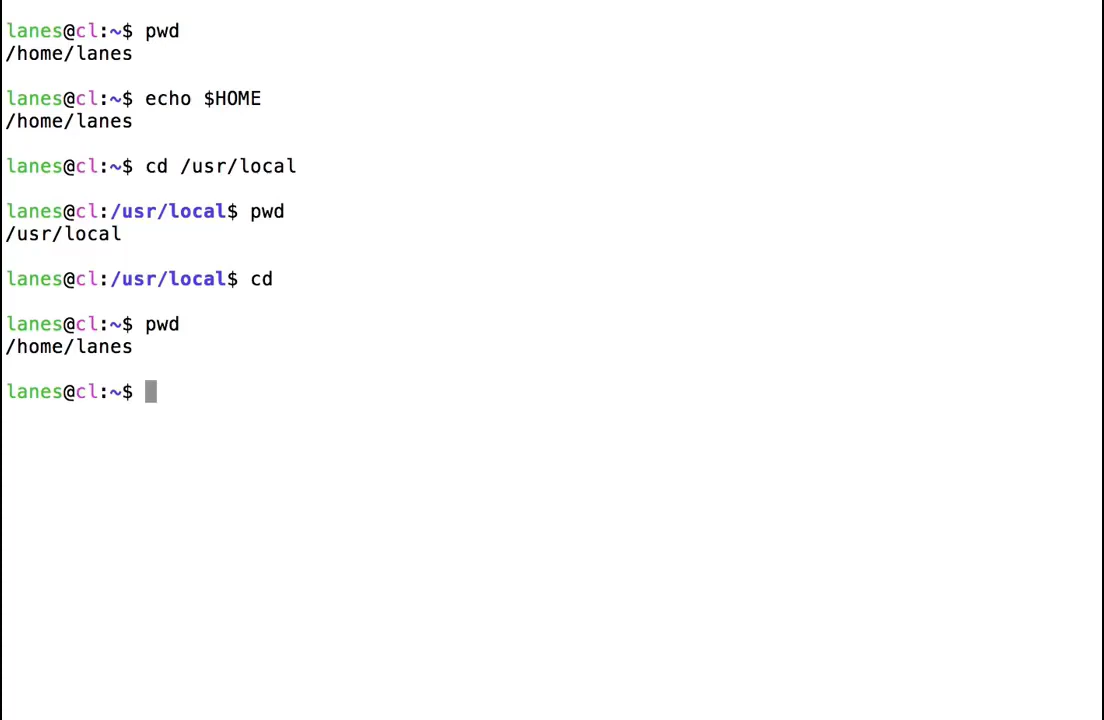 lanes@cl:~$ pwd
/home/lanes
lanes@cl:~$ echo $HOME
/home/lanes
lanes@cl:~$ cd /usr/local
lanes@cl:/usr/local$ pwd
/usr/local
lanes@cl:/usr/local$ cd
lanes@cl:~$ pwd
/home/lanes
lanes@cl:~$